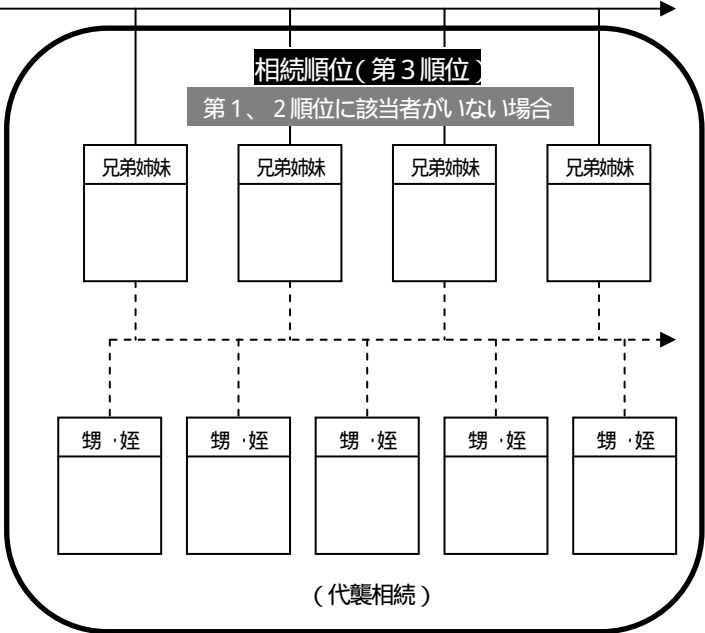 相続順位(第3順位)
第1、2順位に該当者がいない場合
兄弟姉妹
兄弟姉妹
兄弟姉妹
兄弟姉妹
甥・姪
甥・姪
甥・姪
甥・姪
甥・姪
(代襲相続)